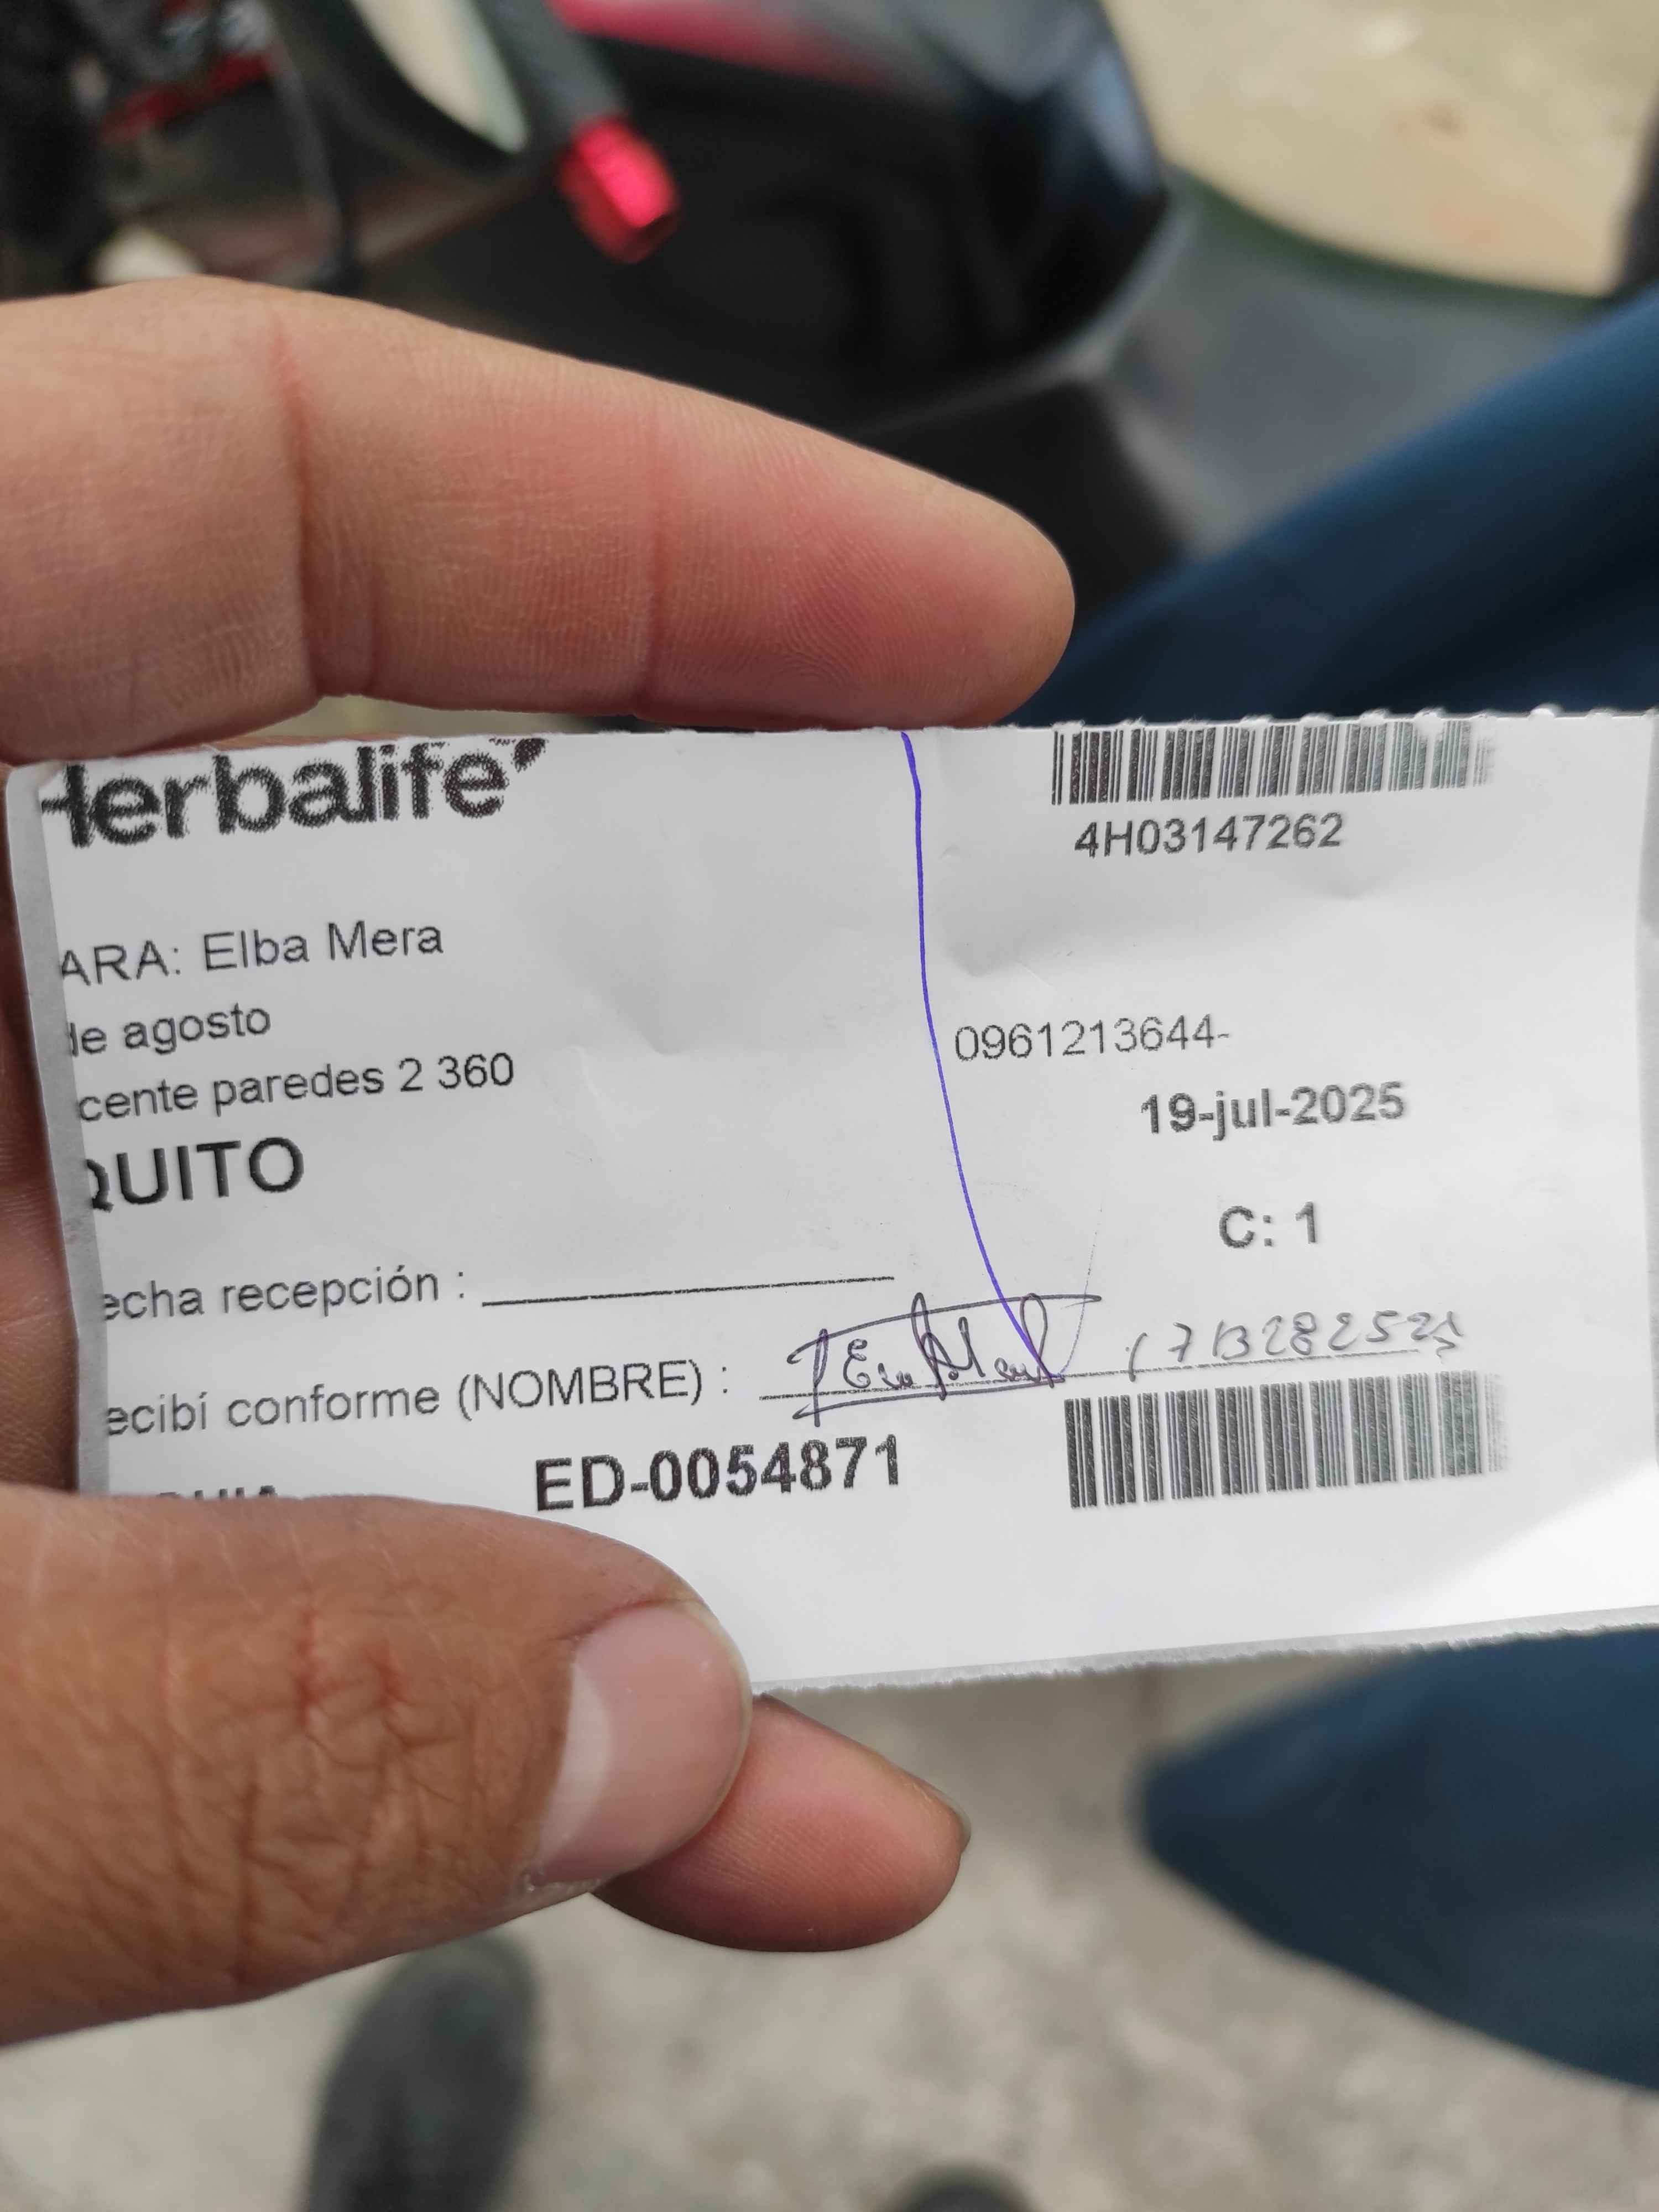 Herbalife
4H03147262
ARA: Elba Mera
de agosto
0961213644-
cente paredes 2 360
19-jul-2025
QUITO
C: 1
echa recepción :
ecibí conforme (NOMBRE) :
ED-0054871